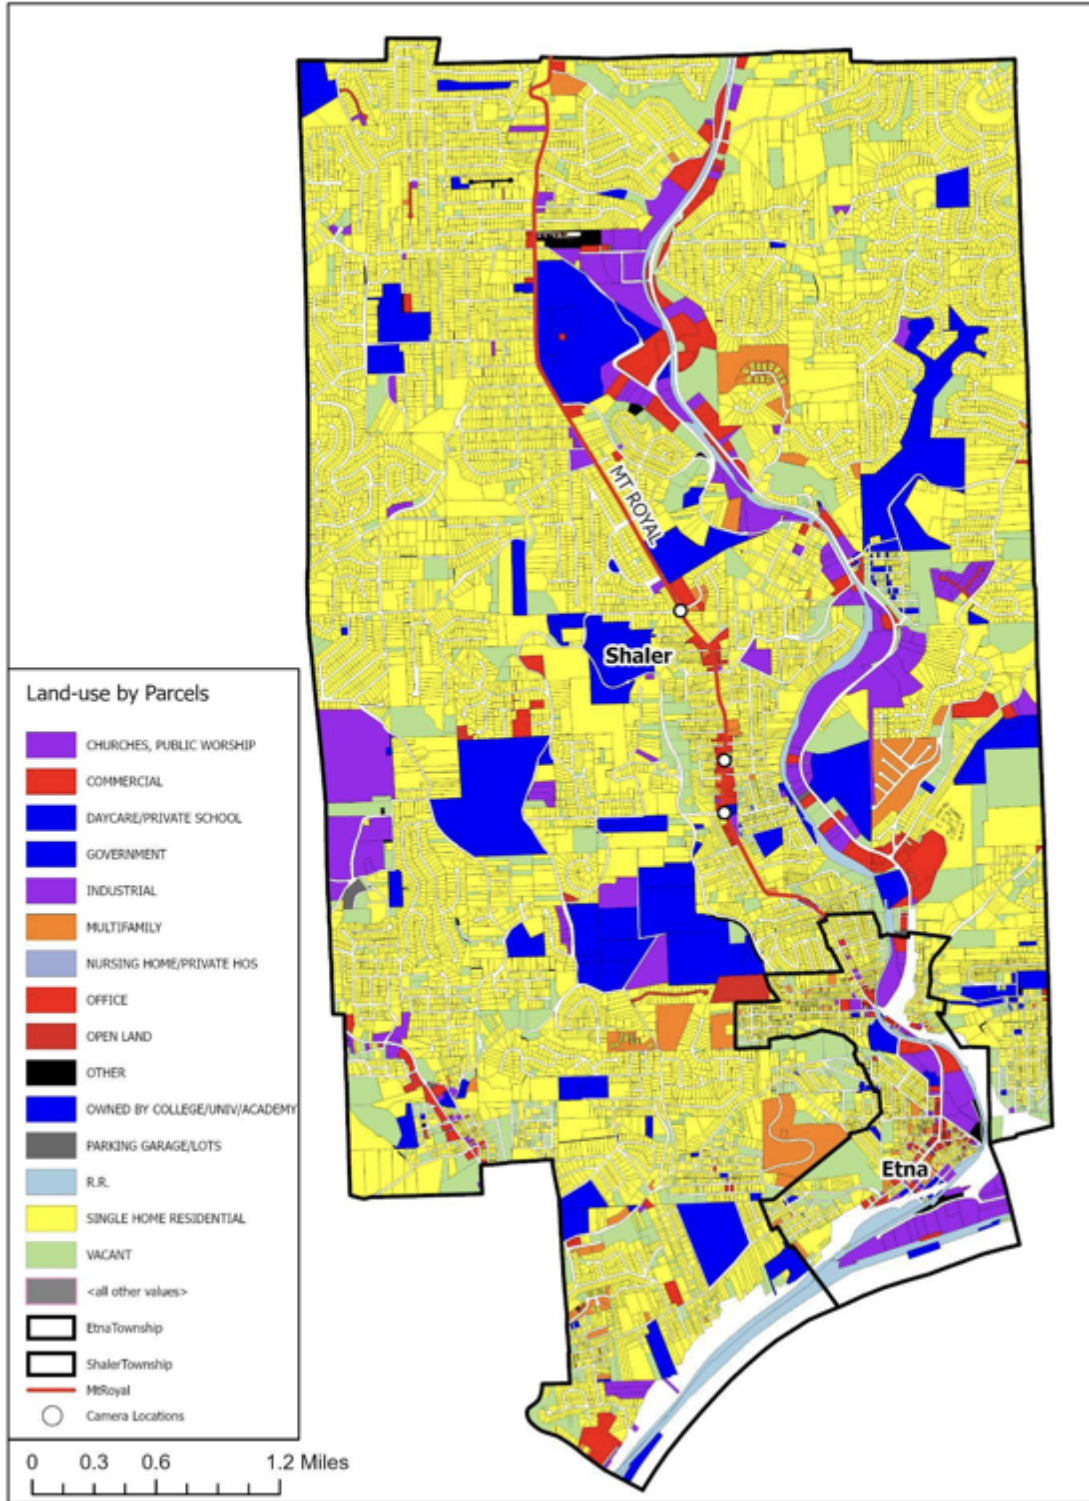 MT ROYAL
Shaler
Etna
Land-use by Parcels
CHURCHES, PUBLIC WORSHIP
COMMERCIAL
DAYCARE/PRIVATE SCHOOL
GOVERNMENT
INDUSTRIAL
MULTIFAMILY
NURSING HOME/PRIVATE HOS
OFFICE
OPEN LAND
OTHER
OWNED BY COLLEGE/UNIV/ACADEMY
PARKING GARAGE/LOTS
R.R.
SINGLE HOME RESIDENTIAL
VACANT
<all other values>
EtnaTownship
ShalerTownship
MtRoyal
Camera Locations
0 0.3 0.6 1.2 Miles